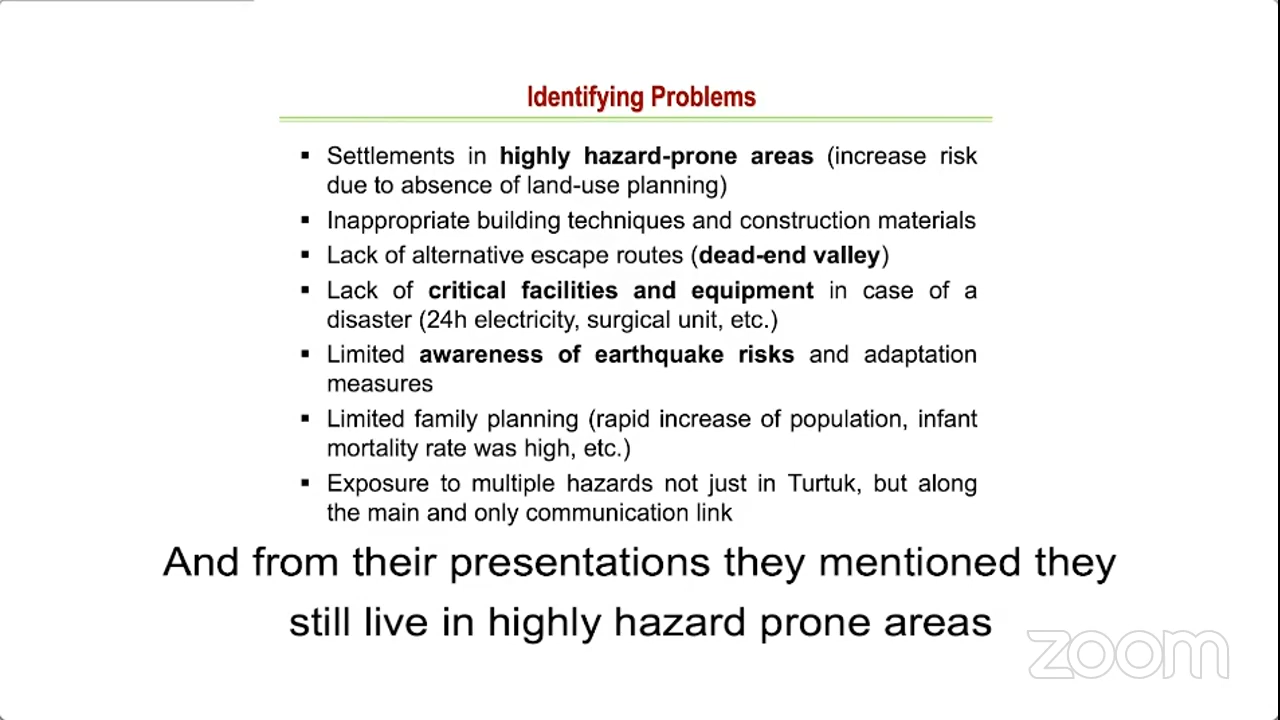 Identifying Problems
▪ Settlements in highly hazard-prone areas (increase risk
due to absence of land-use planning)
▪ Inappropriate building techniques and construction materials
▪ Lack of alternative escape routes (dead-end valley)
▪ Lack of critical facilities and equipment in case of a
disaster (24h electricity, surgical unit, etc.)
▪ Limited awareness of earthquake risks and adaptation
measures
▪ Limited family planning (rapid increase of population, infant
mortality rate was high, etc.)
▪ Exposure to multiple hazards not just in Turtuk, but along
the main and only communication link
And from their presentations they mentioned they
still live in highly hazard prone areas
zoom